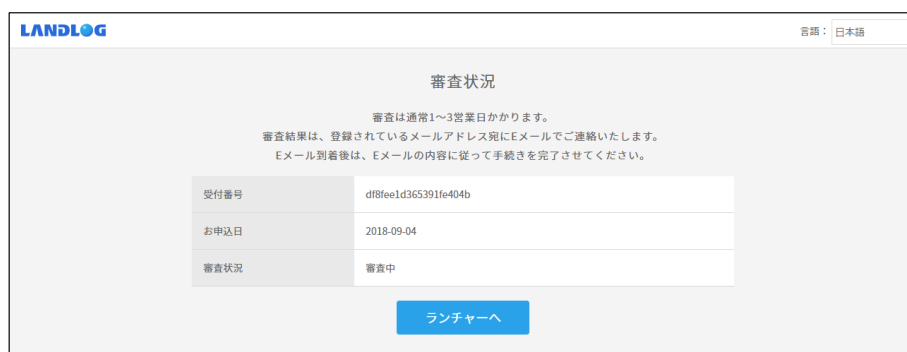 LANDLOG
言語： 日本語
審査状況
審査は通常1～3営業日かかります。
審査結果は、登録されているメールアドレス宛にEメールでご連絡いたします。
Eメール到着後は、Eメールの内容に従って手続きを完了させてください。
受付番号 df8fee1d365391fe404b
お申込日 2018-09-04
審査状況 審査中
ランチャーへ